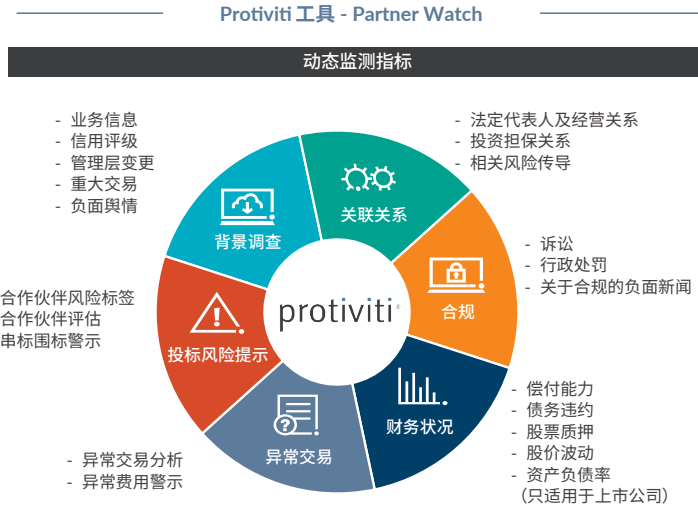 Protiviti 工具 - Partner Watch
动态监测指标
- 业务信息
- 信用评级
- 管理层变更
- 重大交易
- 负面舆情
- 法定代表人及经营关系
- 投资担保关系
- 相关风险传导
关联关系
背景调查
- 诉讼
- 行政处罚
- 关于合规的负面新闻
合规
合作伙伴风险标签
合作伙伴评估
串标围标警示
protiviti®
投标风险提示
财务状况
- 偿付能力
- 债务违约
- 股票质押
- 股价波动
- 资产负债率
(只适用于上市公司)
?
异常交易
- 异常交易分析
- 异常费用警示